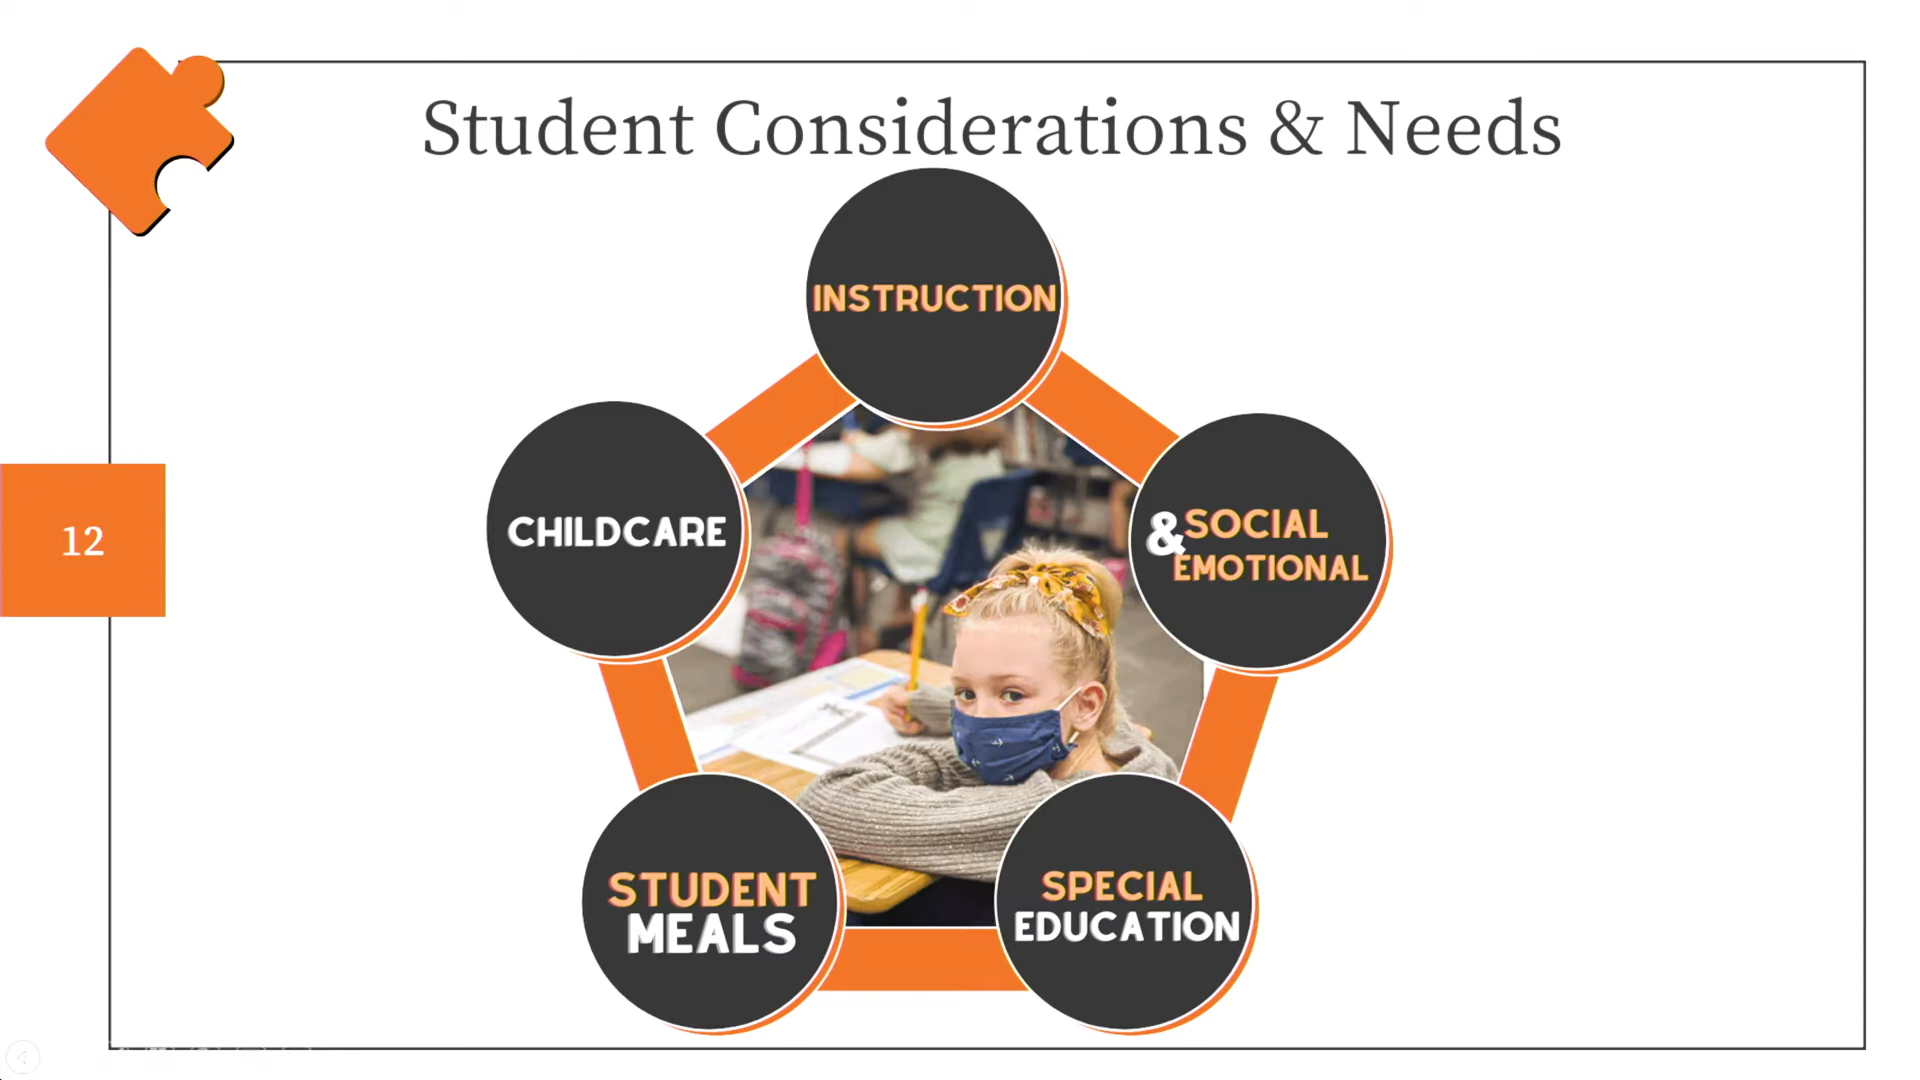 Student Considerations & Needs
INSTRUCTION
CHILDCARE
& SOCIAL
EMOTIONAL
12
STUDENT
MEALS
SPECIAL
EDUCATION